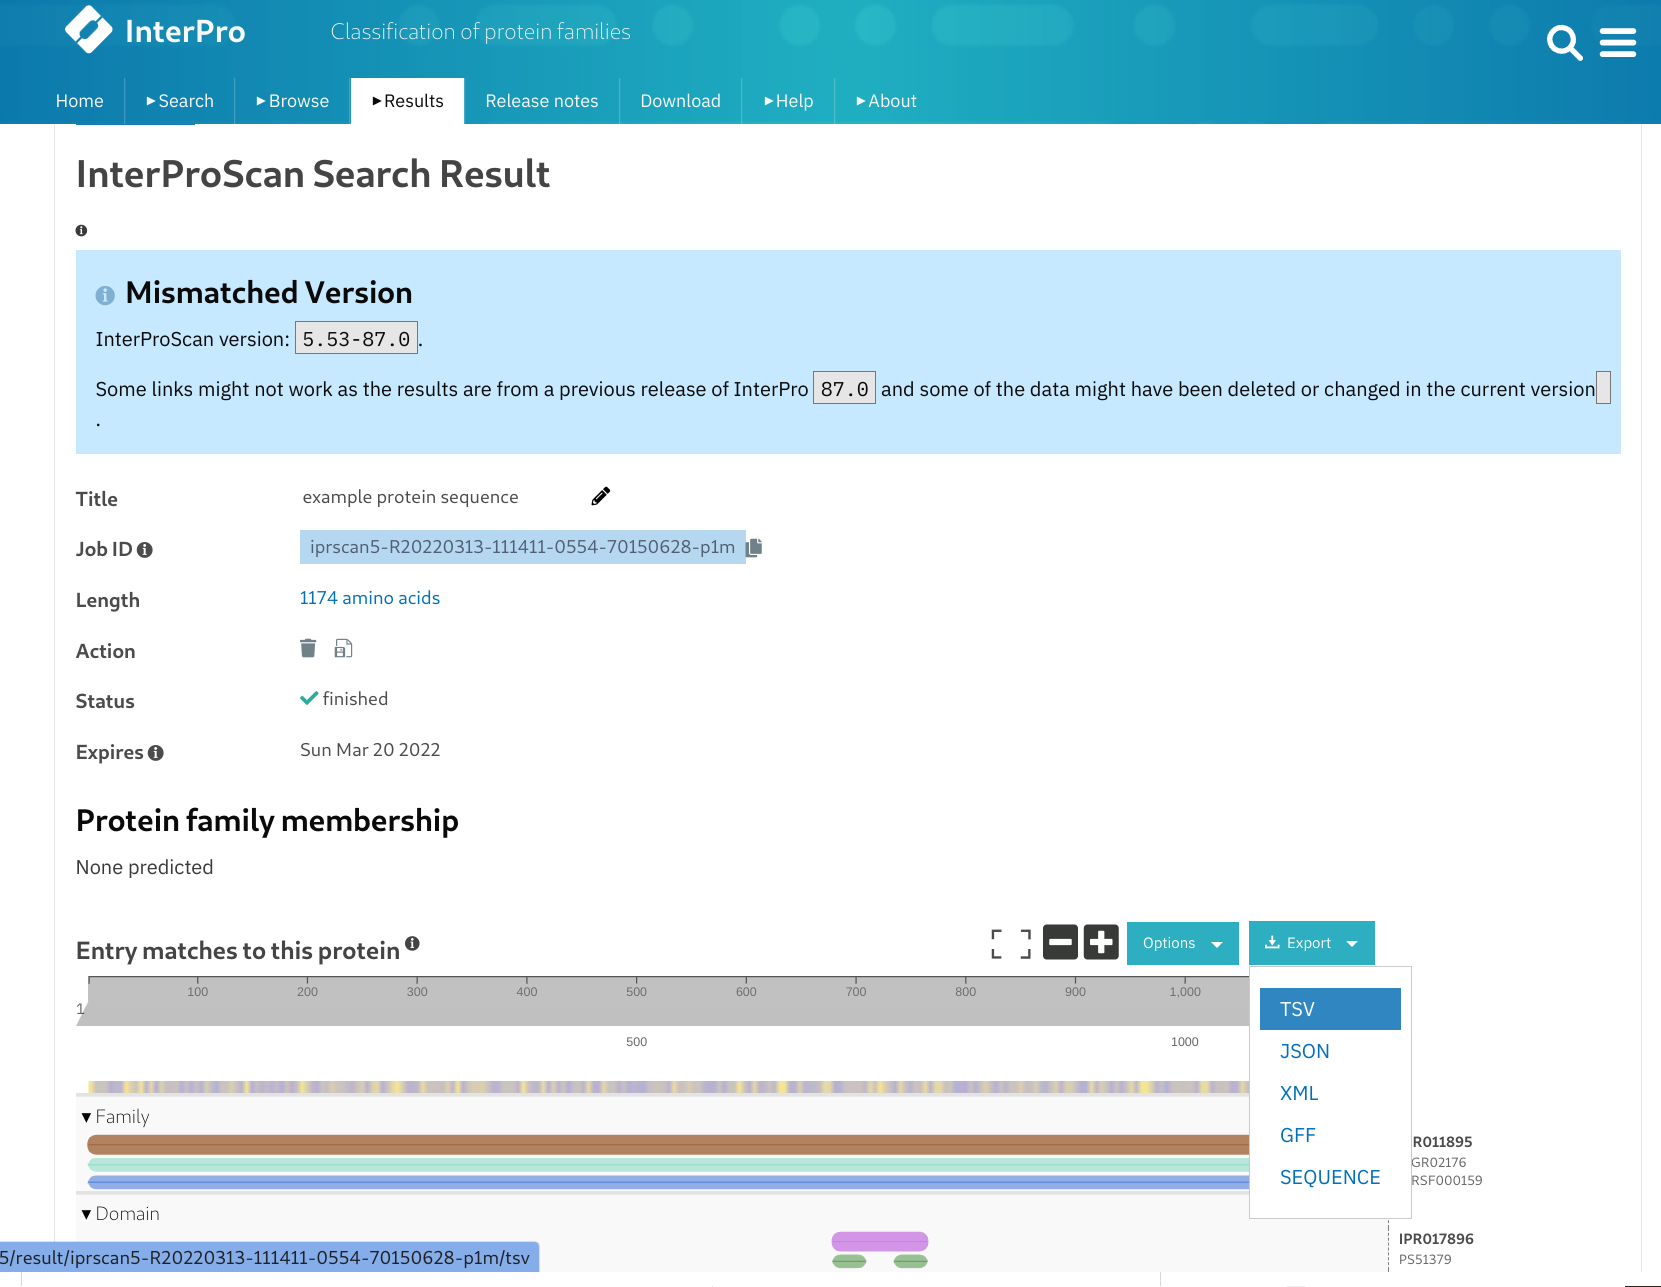 InterPro
Classification of protein families
Home
▸Search
▸Browse
▸Results
Release notes
Download
▸Help
▸About
InterProScan Search Result
Mismatched Version
InterProScan version: 5.53-87.0.
Some links might not work as the results are from a previous release of InterPro 87.0 and some of the data might have been deleted or changed in the current version
.
Title
example protein sequence
Job ID
iprscan5-R20220313-111411-0554-70150628-p1m
Length
1174 amino acids
Action
Status
finished
Expires
Sun Mar 20 2022
Protein family membership
None predicted
Entry matches to this protein
Options
Export
1
100 200 300 400 500 600 700 800 900 1,000
500 1000
TSV
JSON
XML
GFF
SEQUENCE
▾ Family
R011895
GR02176
RSF000159
▾ Domain
IPR017896
PS51379
5/result/iprscan5-R20220313-111411-0554-70150628-p1m/tsv